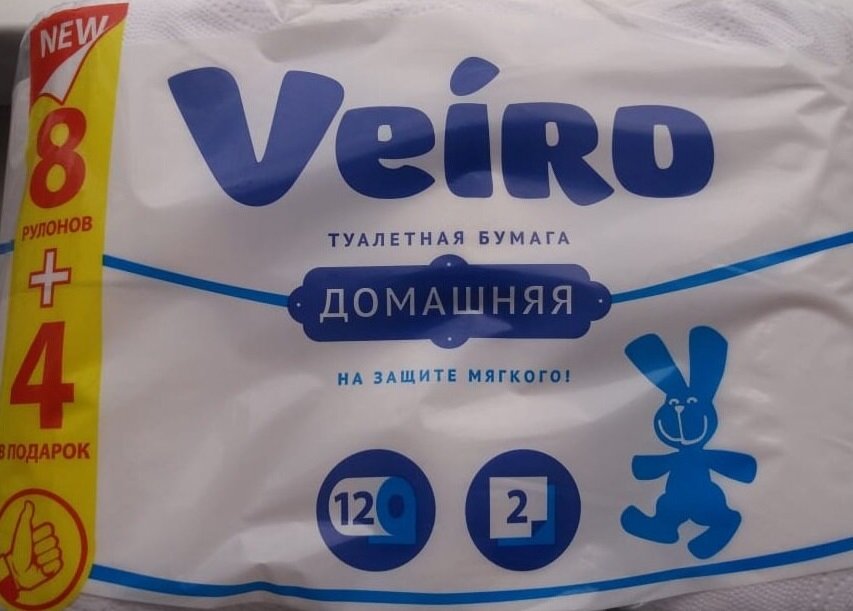 NEW
8
РУЛОНОВ
+
4
В ПОДАРОК
Veiro
ТУАЛЕТНАЯ БУМАГА
ДОМАШНЯЯ
НА ЗАЩИТЕ МЯГКОГО!
12
2